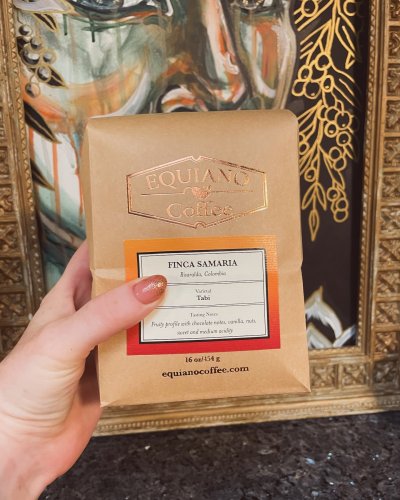 EQUIANO
Coffee
FINCA SAMARIA
Risaralda, Colombia
Varietal
Tabi
Tasting Notes
Fruity profile with chocolate notes, vanilla, nuts,
sweet and medium acidity
16 oz/454 g
equianocoffee.com